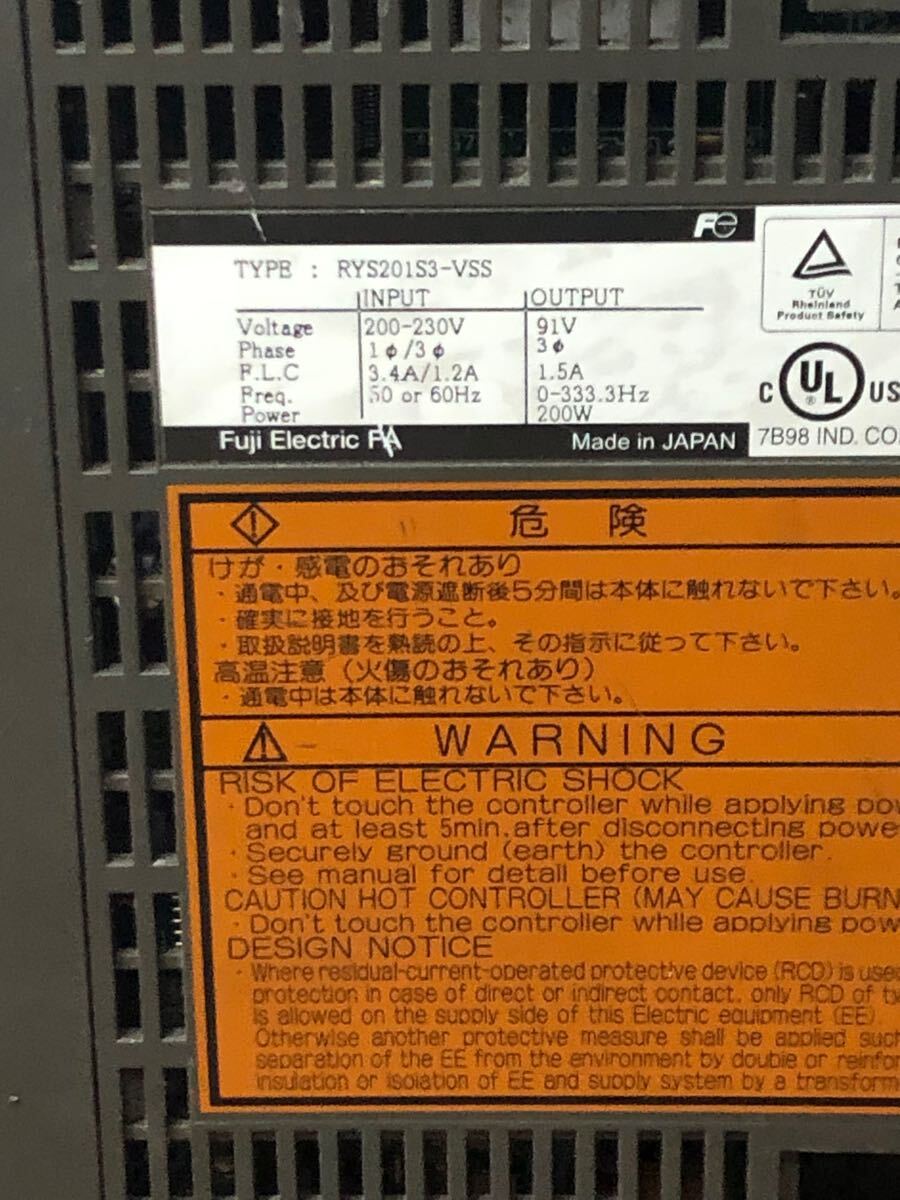 Fe
TYPE : RYS201S3-VSS
INPUT OUTPUT
Voltage 200-230V 91V
Phase 1φ/3φ 3φ
F.L.C 3.4A/1.2A 1.5A
Freq. 50 or 60Hz 0-333.3Hz
Power 200W
Fuji Electric FA Made in JAPAN
TÜV
Rheinland
Product Safety
C UL® US
7B98 IND. CO
危 険
けが・感電のおそれあり
・通電中、及び電源遮断後5分間は本体に触れないで下さい。
・確実に接地を行うこと。
・取扱説明書を熟読の上、その指示に従って下さい。
高温注意（火傷のおそれあり）
・通電中は本体に触れないで下さい。
WARNING
RISK OF ELECTRIC SHOCK
・Don't touch the controller while applying pow
and at least 5min.after disconnecting powe
・Securely ground (earth) the controller.
・See manual for detail before use.
CAUTION HOT CONTROLLER (MAY CAUSE BURN
・Don't touch the controller while applying pow
DESIGN NOTICE
・Where residual-current-operated protective device (RCD) is used
protection in case of direct or indirect contact, only RCD of ty
is allowed on the supply side of this Electric equipment (EE)
Otherwise another protective measure shall be applied such
separation of the EE from the environment by double or reinfor
insulation or isolation of EE and supply system by a transform